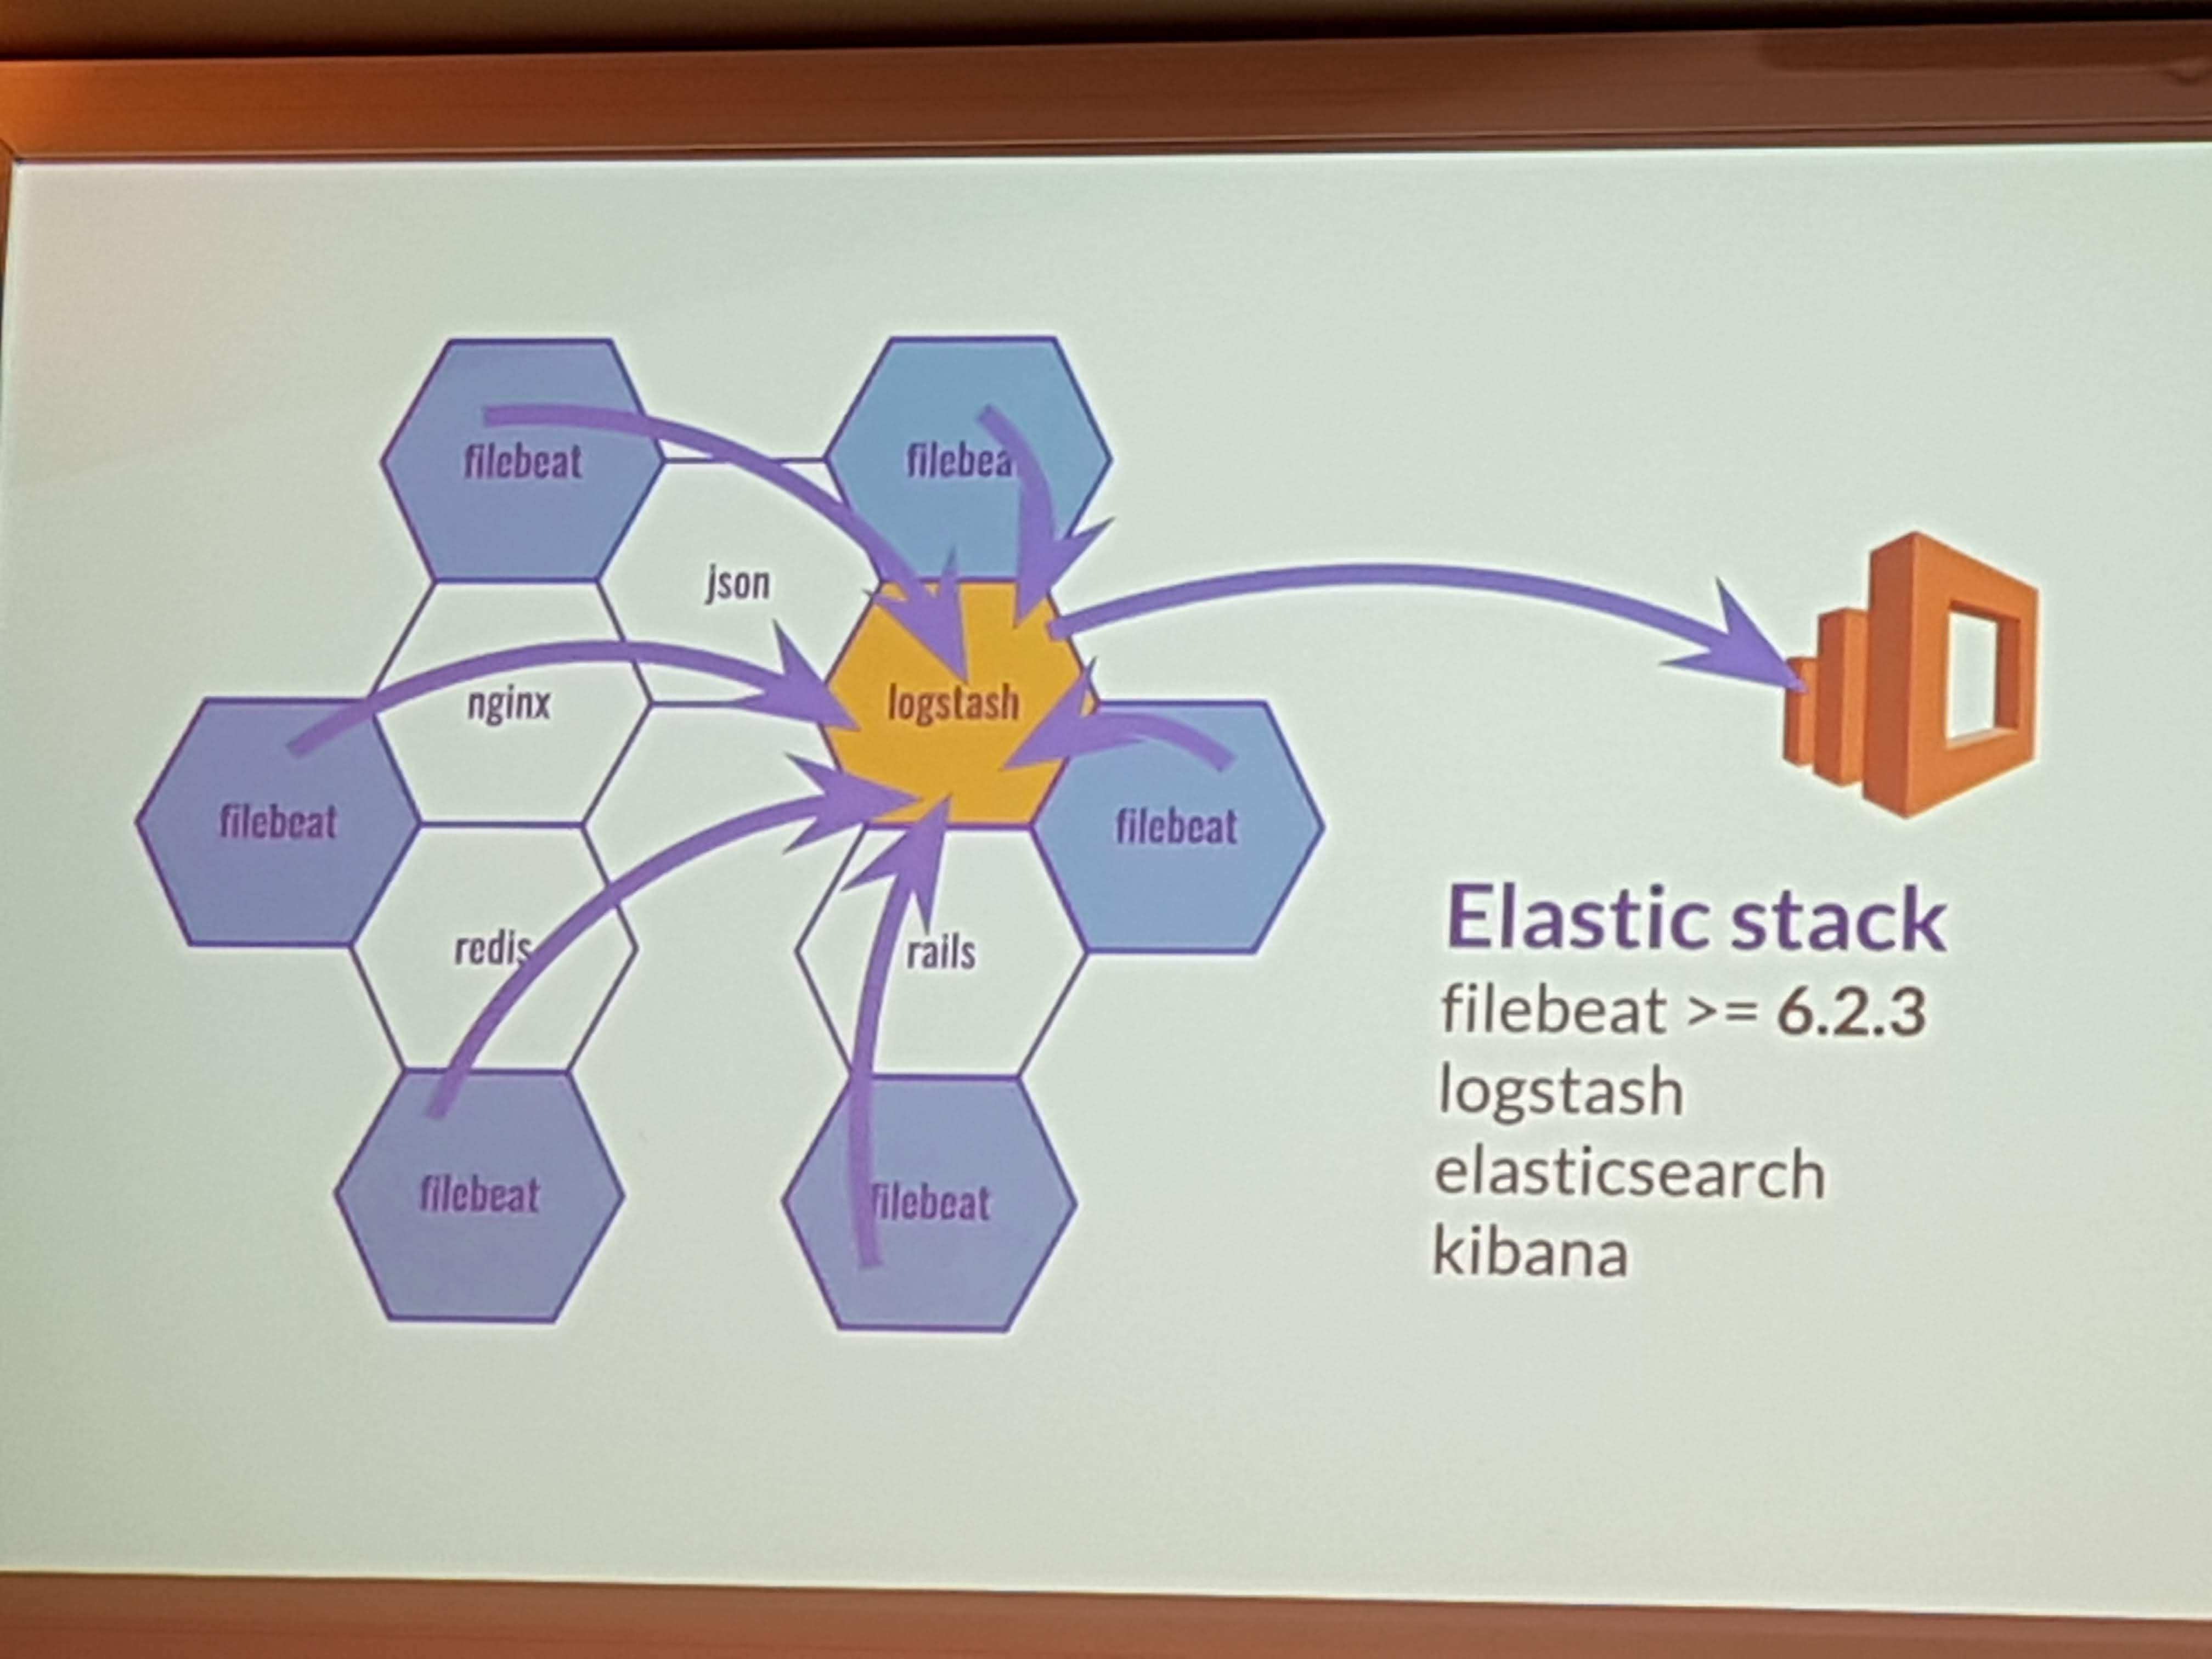 filebeat
filebea
json
nginx
logstash
filebeat
filebeat
redis
rails
filebeat
filebeat
Elastic stack
filebeat >= 6.2.3
logstash
elasticsearch
kibana